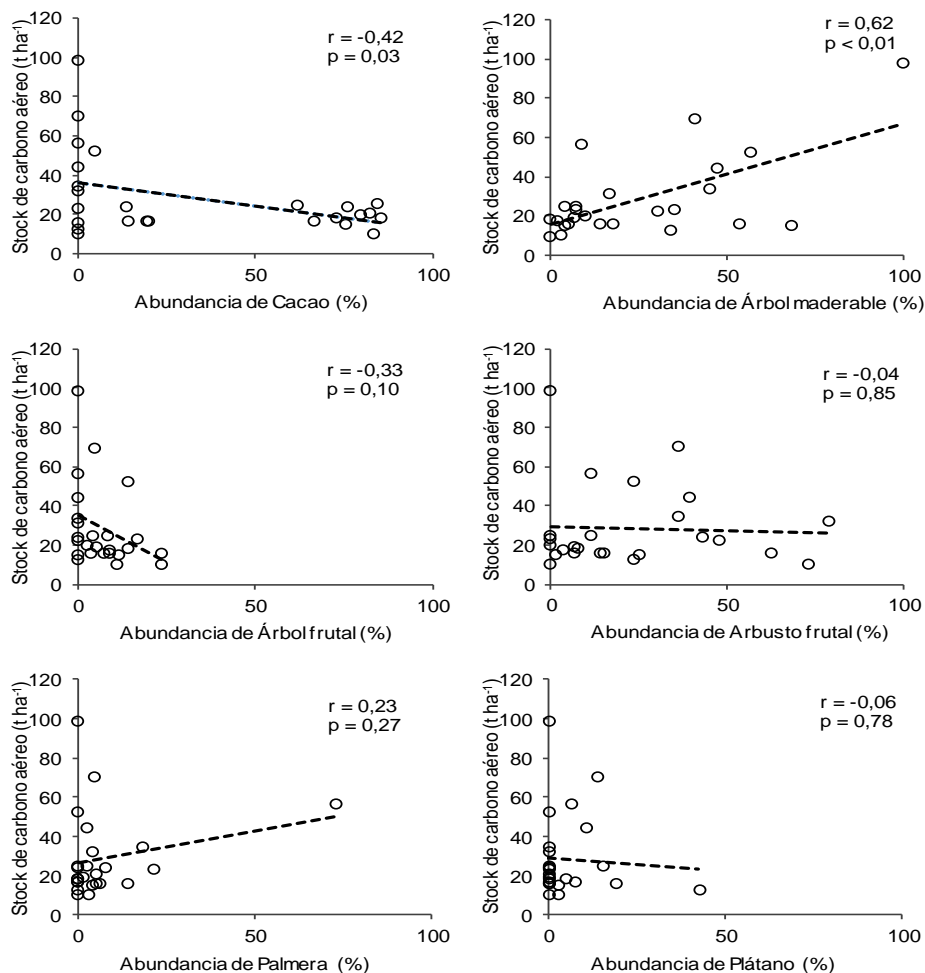 r = -0,42
p = 0,03
120
100
80
60
40
20
0
Stock de carbono aéreo (t ha-1)
0
50
100
Abundancia de Cacao (%)
r = 0,62
p < 0,01
120
100
80
60
40
20
0
Stock de carbono aéreo (t ha-1)
0
50
100
Abundancia de Árbol maderable (%)
r = -0,33
p = 0,10
120
100
80
60
40
20
0
Stock de carbono aéreo (t ha-1)
0
50
100
Abundancia de Árbol frutal (%)
r = -0,04
p = 0,85
120
100
80
60
40
20
0
Stock de carbono aéreo (t ha-1)
0
50
100
Abundancia de Arbusto frutal (%)
r = 0,23
p = 0,27
120
100
80
60
40
20
0
Stock de carbono aéreo (t ha-1)
0
50
100
Abundancia de Palmera (%)
r = -0,06
p = 0,78
120
100
80
60
40
20
0
Stock de carbono aéreo (t ha-1)
0
50
100
Abundancia de Plátano (%)